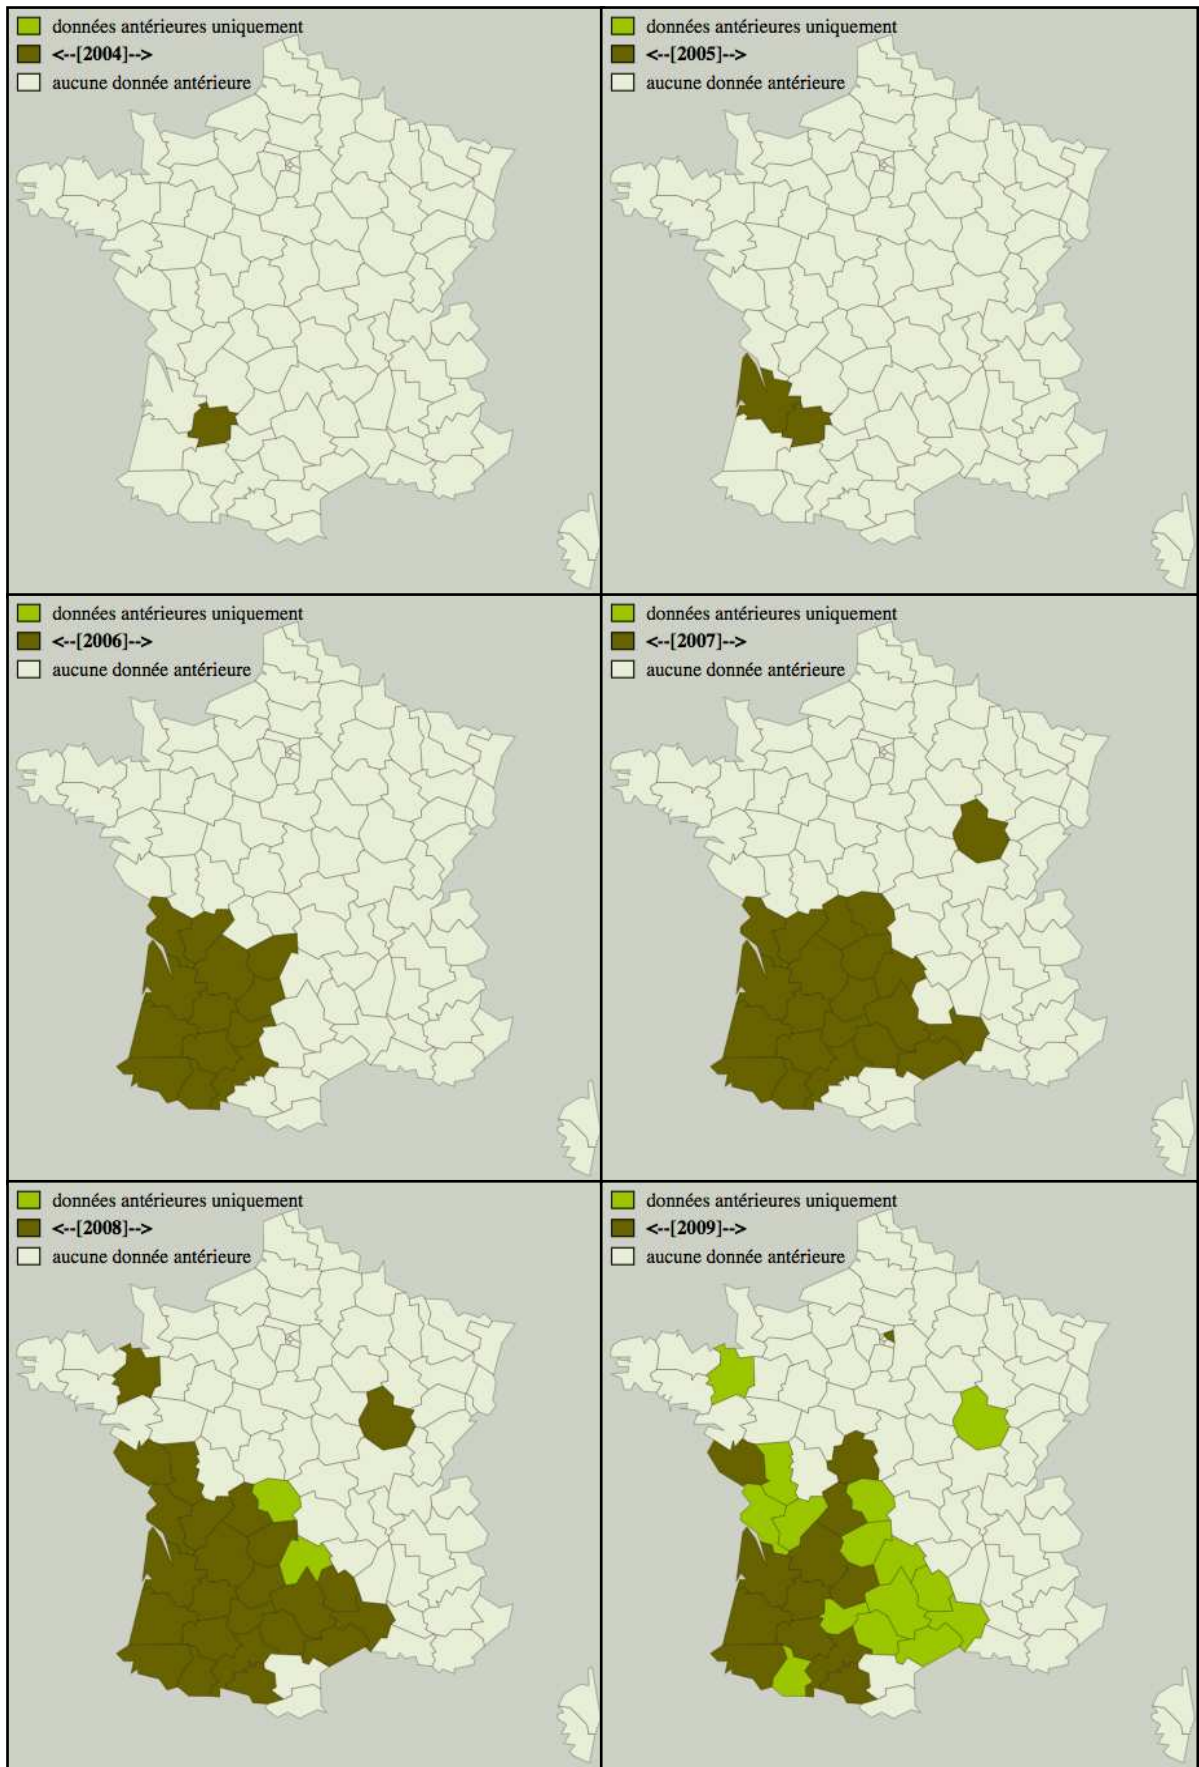 données antérieures uniquement
<--[2004]-->
aucune donnée antérieure
données antérieures uniquement
<--[2005]-->
aucune donnée antérieure
données antérieures uniquement
<--[2006]-->
aucune donnée antérieure
données antérieures uniquement
<--[2007]-->
aucune donnée antérieure
données antérieures uniquement
<--[2008]-->
aucune donnée antérieure
données antérieures uniquement
<--[2009]-->
aucune donnée antérieure